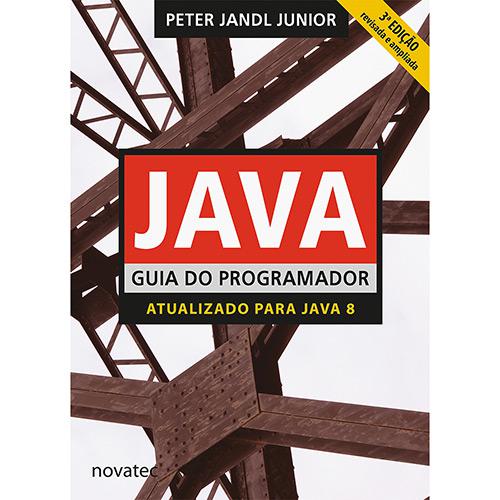 PETER JANDL JUNIOR
3ª EDIÇÃO
revisada e ampliada
JAVA
GUIA DO PROGRAMADOR
ATUALIZADO PARA JAVA 8
novatec